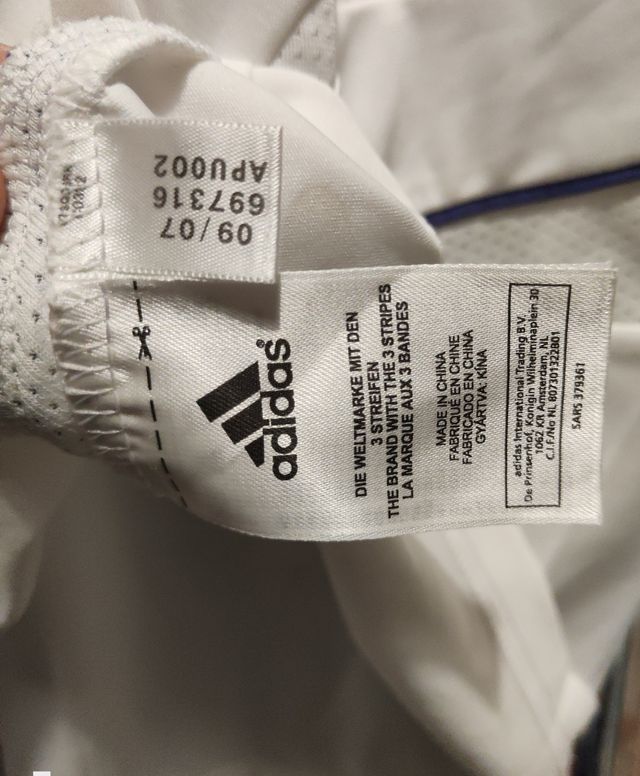 09/07
697316
APU002
adidas®
DIE WELTMARKE MIT DEN
3 STREIFEN
THE BRAND WITH THE 3 STRIPES
LA MARQUE AUX 3 BANDES
MADE IN CHINA
FABRIQUÉ EN CHINE
FABRICADO EN CHINA
GYÁRTVA: KÍNA
adidas International Trading B.V.
De Prinsenhof, Konigin Wilhelminaplein 30
1062 KR Amsterdam, NL
C.I.F./No NL 807301322B01
SARS 379361